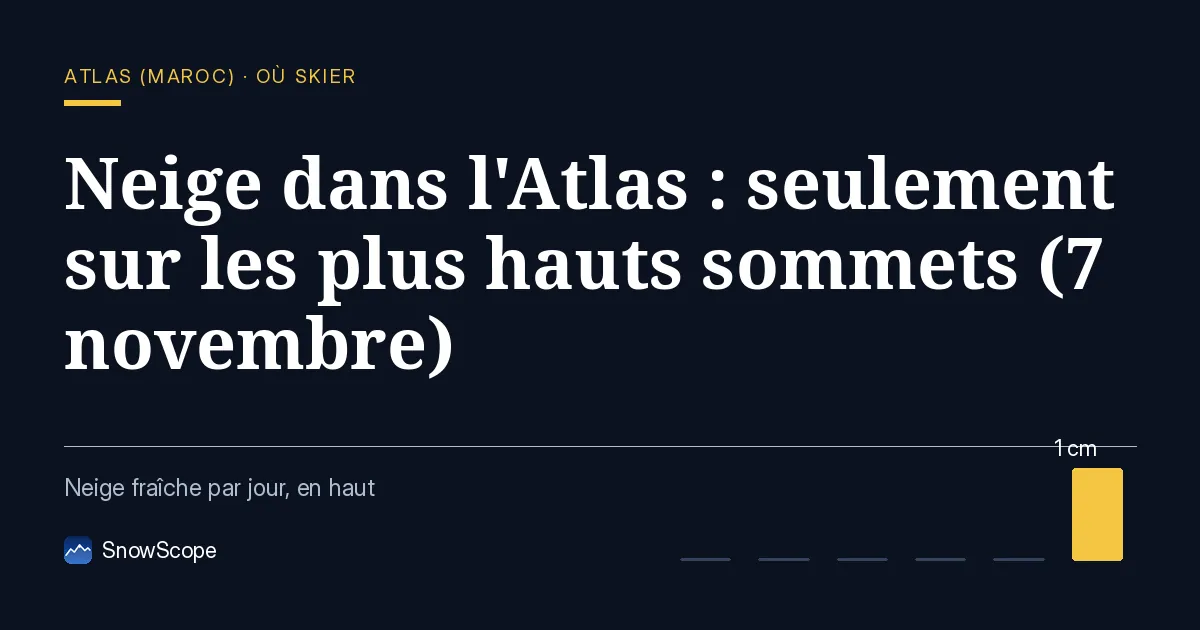 ATLAS (MAROC) · OÙ SKIER
Neige dans l'Atlas : seulement
sur les plus hauts sommets (7
novembre)
1 cm
Neige fraîche par jour, en haut
SnowScope